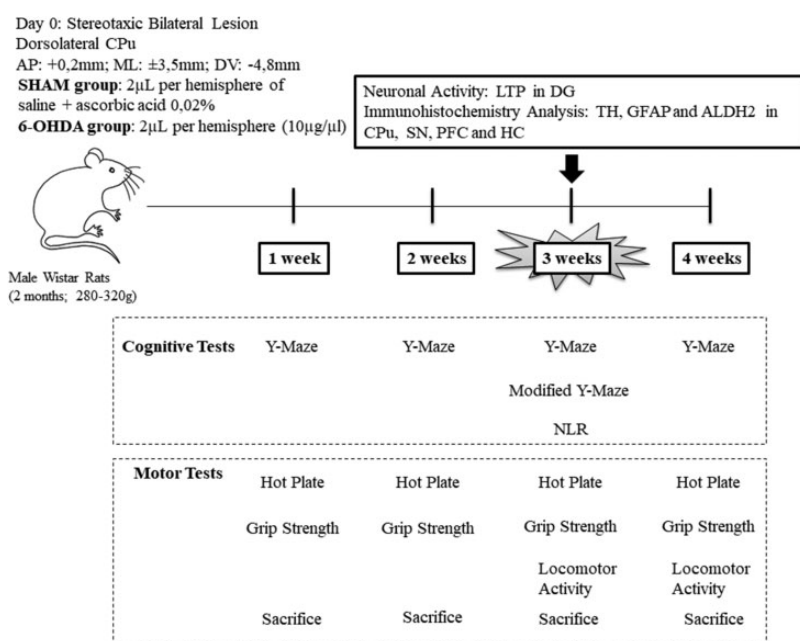 Day 0: Stereotaxic Bilateral Lesion
Dorsolateral CPu
AP: +0,2mm; ML: ±3,5mm; DV: -4,8mm
SHAM group: 2µL per hemisphere of
saline + ascorbic acid 0,02%
6-OHDA group: 2µL per hemisphere (10µg/µl)
Neuronal Activity: LTP in DG
Immunohistochemistry Analysis: TH, GFAP and ALDH2 in
CPu, SN, PFC and HC
1 week 2 weeks 3 weeks 4 weeks
Male Wistar Rats
(2 months; 280-320g)
Cognitive Tests Y-Maze Y-Maze Y-Maze Y-Maze
Modified Y-Maze
NLR
Motor Tests
Hot Plate Hot Plate Hot Plate Hot Plate
Grip Strength Grip Strength Grip Strength Grip Strength
Locomotor Locomotor
Activity Activity
Sacrifice Sacrifice Sacrifice Sacrifice